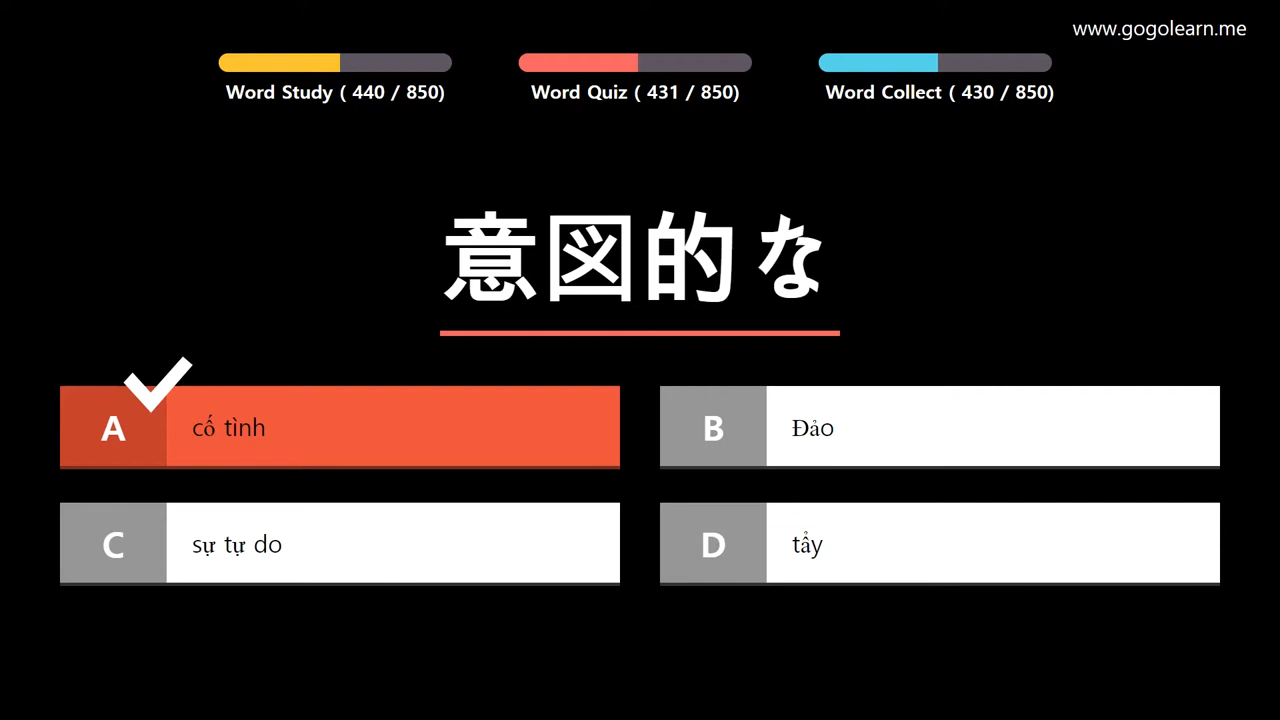 www.gogolearn.me
Word Study ( 440 / 850)
Word Quiz ( 431 / 850)
Word Collect ( 430 / 850)
意図的な
A
cố tình
B
Đảo
C
sự tự do
D
tẩy